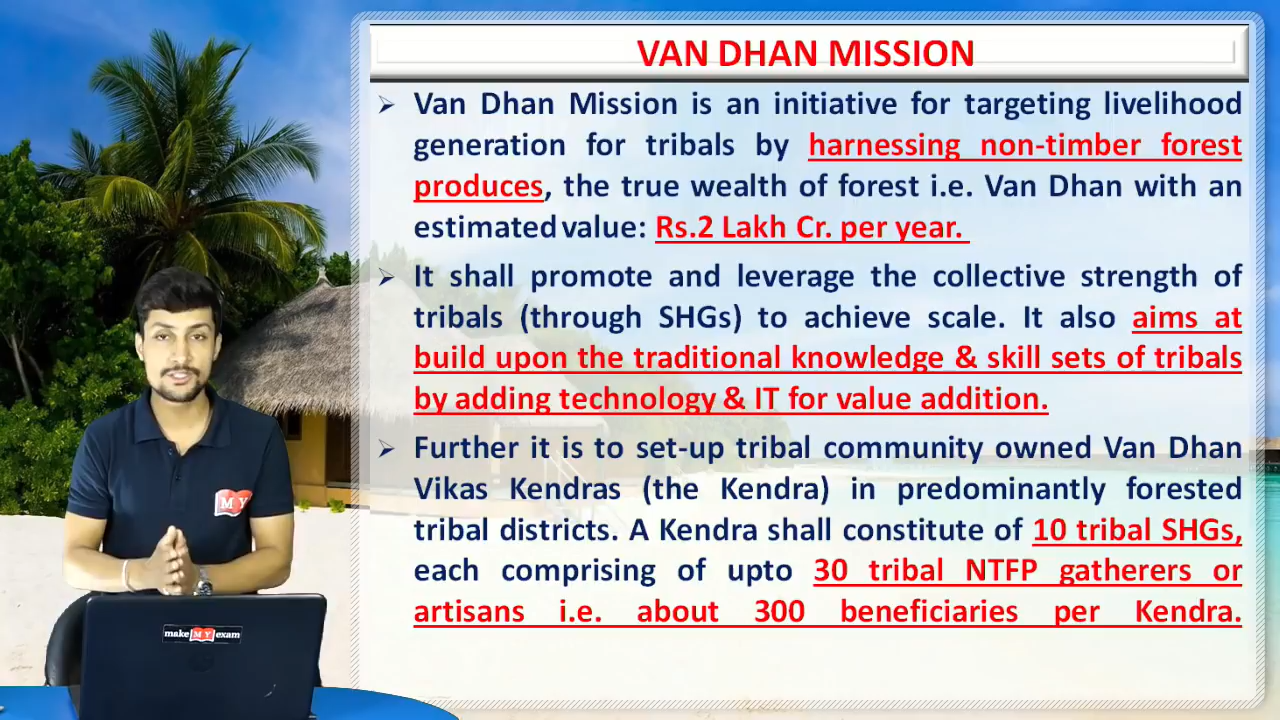 VAN DHAN MISSION
Van Dhan Mission is an initiative for targeting livelihood
generation for tribals by harnessing non-timber forest
produces, the true wealth of forest i.e. Van Dhan with an
estimated value: Rs.2 Lakh Cr. per year.
It shall promote and leverage the collective strength of
tribals (through SHGs) to achieve scale. It also aims at
build upon the traditional knowledge & skill sets of tribals
by adding technology & IT for value addition.
Further it is to set-up tribal community owned Van Dhan
Vikas Kendras (the Kendra) in predominantly forested
tribal districts. A Kendra shall constitute of 10 tribal SHGs,
each comprising of upto 30 tribal NTFP gatherers or
artisans i.e. about 300 beneficiaries per Kendra.
MY
make MY exam